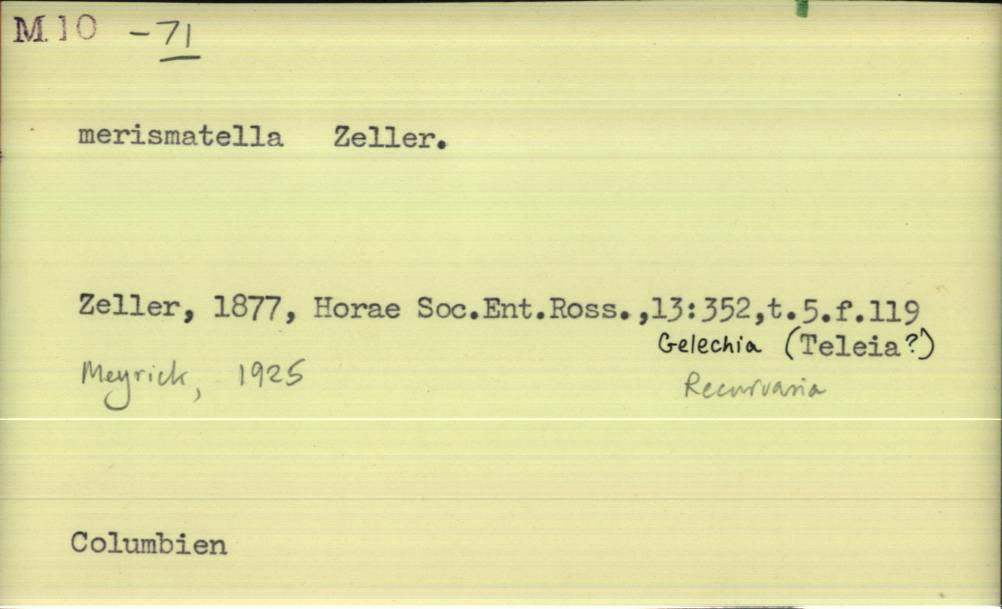 M.10 -71
merismatella Zeller.
Zeller, 1877, Horae Soc.Ent.Ross.,13:352,t.5.f.119
Gelechia (Teleia?)
Meyrick, 1925 Recurvaria
Columbien